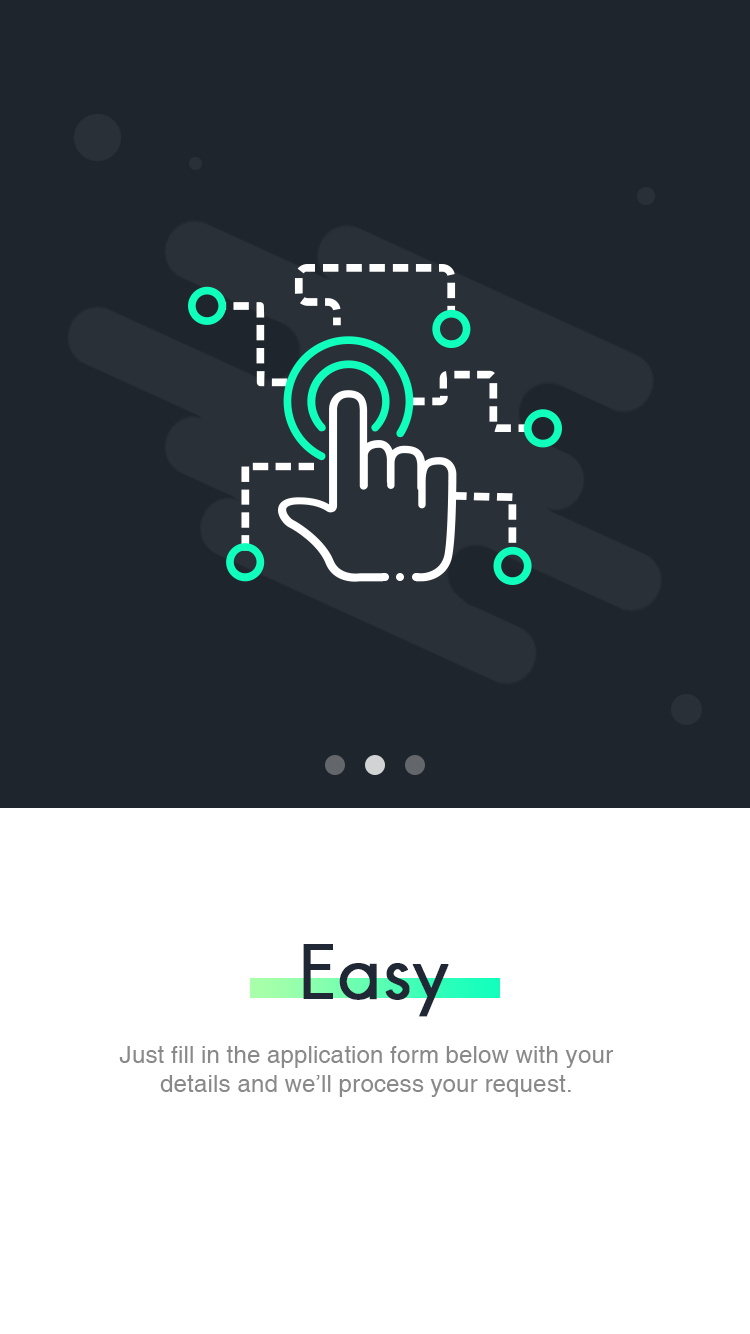 Easy
Just fill in the application form below with your
details and we’ll process your request.